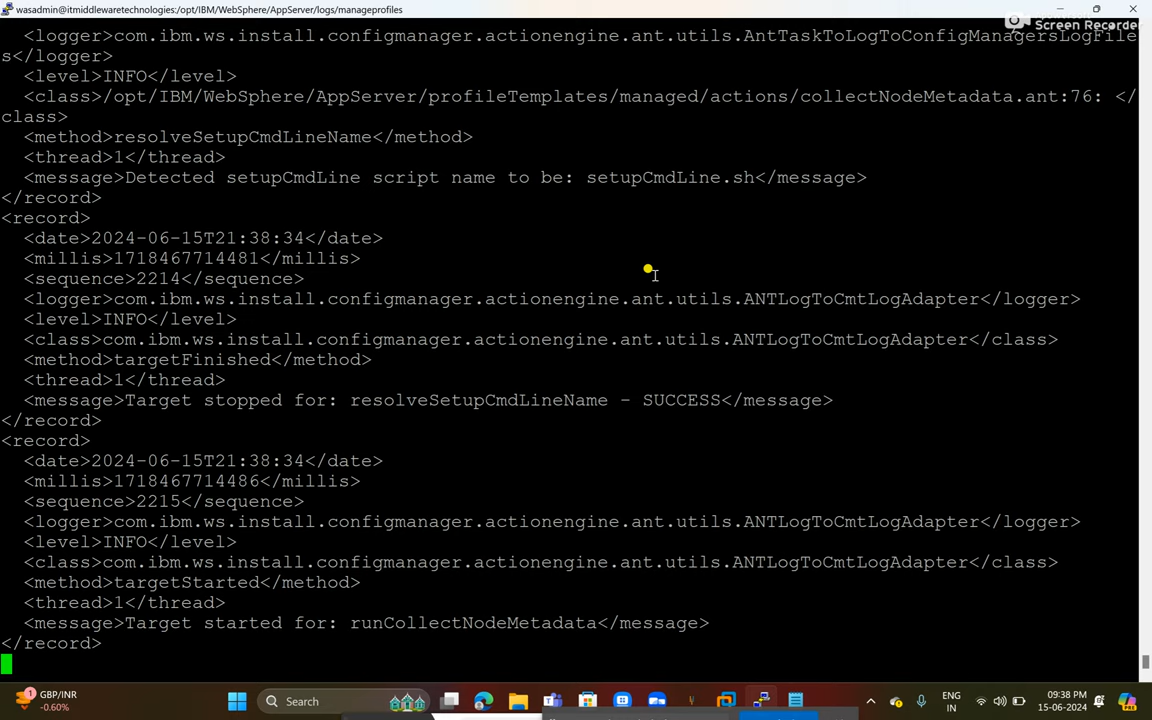 wasadmin@itmiddlewaretechnologies:/opt/IBM/WebSphere/AppServer/logs/manageprofiles
Screen Recorder
  <logger>com.ibm.ws.install.configmanager.actionengine.ant.utils.AntTaskToLogToConfigManagersLogFile
s</logger>
  <level>INFO</level>
  <class>/opt/IBM/WebSphere/AppServer/profileTemplates/managed/actions/collectNodeMetadata.ant:76: </
class>
  <method>resolveSetupCmdLineName</method>
  <thread>1</thread>
  <message>Detected setupCmdLine script name to be: setupCmdLine.sh</message>
</record>
<record>
  <date>2024-06-15T21:38:34</date>
  <millis>1718467714481</millis>
  <sequence>2214</sequence>
  <logger>com.ibm.ws.install.configmanager.actionengine.ant.utils.ANTLogToCmtLogAdapter</logger>
  <level>INFO</level>
  <class>com.ibm.ws.install.configmanager.actionengine.ant.utils.ANTLogToCmtLogAdapter</class>
  <method>targetFinished</method>
  <thread>1</thread>
  <message>Target stopped for: resolveSetupCmdLineName - SUCCESS</message>
</record>
<record>
  <date>2024-06-15T21:38:34</date>
  <millis>1718467714486</millis>
  <sequence>2215</sequence>
  <logger>com.ibm.ws.install.configmanager.actionengine.ant.utils.ANTLogToCmtLogAdapter</logger>
  <level>INFO</level>
  <class>com.ibm.ws.install.configmanager.actionengine.ant.utils.ANTLogToCmtLogAdapter</class>
  <method>targetStarted</method>
  <thread>1</thread>
  <message>Target started for: runCollectNodeMetadata</message>
</record>
1
GBP/INR
-0.60%
Search
ENG
IN
09:38 PM
15-06-2024
PRE